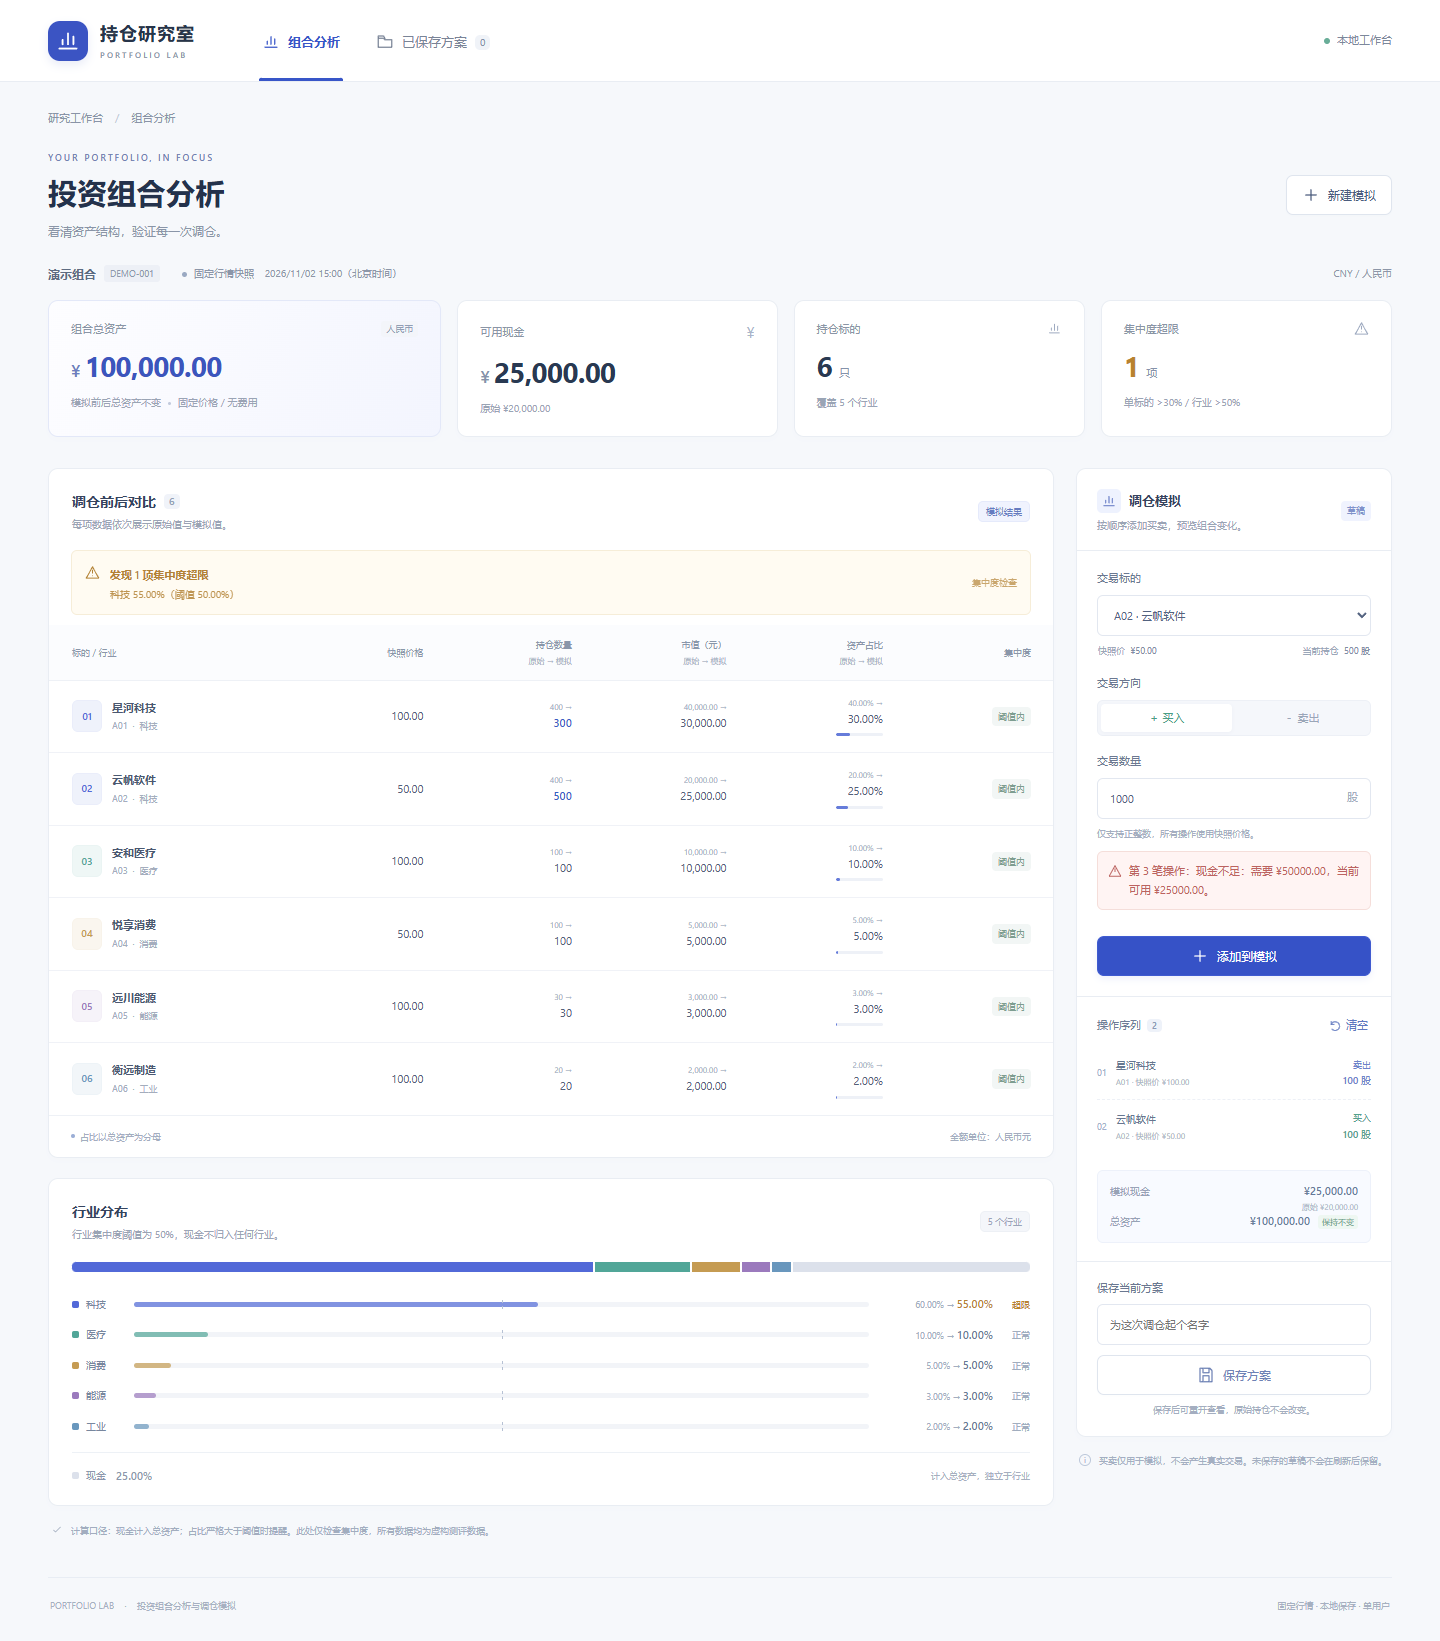 持仓研究室
PORTFOLIO LAB
组合分析
已保存方案 0
本地工作台
研究工作台 / 组合分析
YOUR PORTFOLIO, IN FOCUS
投资组合分析
看清资产结构，验证每一次调仓。
新建模拟
演示组合 DEMO-001 固定行情快照 2026/11/02 15:00（北京时间）
CNY / 人民币
组合总资产 人民币
¥ 100,000.00
模拟前后总资产不变 • 固定价格 / 无费用
可用现金 ¥
¥ 25,000.00
原始 ¥20,000.00
持仓标的
6 只
覆盖 5 个行业
集中度超限
1 项
单标的 >30% / 行业 >50%
调仓前后对比 6
每项数据依次展示原始值与模拟值。
模拟结果
发现 1 项集中度超限
科技 55.00%（阈值 50.00%）
集中度检查
标的 / 行业 快照价格 持仓数量 市值（元） 资产占比 集中度
原始 → 模拟 原始 → 模拟 原始 → 模拟
01 星河科技 A01 · 科技 100.00 400 → 300 40,000.00 → 30,000.00 40.00% → 30.00% 阈值内
02 云帆软件 A02 · 科技 50.00 400 → 500 20,000.00 → 25,000.00 20.00% → 25.00% 阈值内
03 安和医疗 A03 · 医疗 100.00 100 → 100 10,000.00 → 10,000.00 10.00% → 10.00% 阈值内
04 悦享消费 A04 · 消费 50.00 100 → 100 5,000.00 → 5,000.00 5.00% → 5.00% 阈值内
05 远川能源 A05 · 能源 100.00 30 → 30 3,000.00 → 3,000.00 3.00% → 3.00% 阈值内
06 衡远制造 A06 · 工业 100.00 20 → 20 2,000.00 → 2,000.00 2.00% → 2.00% 阈值内
占比以总资产为分母
金额单位：人民币元
行业分布
行业集中度阈值为 50%，现金不归入任何行业。
5 个行业
科技 60.00% → 55.00% 超限
医疗 10.00% → 10.00% 正常
消费 5.00% → 5.00% 正常
能源 3.00% → 3.00% 正常
工业 2.00% → 2.00% 正常
现金 25.00%
计入总资产，独立于行业
计算口径：现金计入总资产；占比严格大于阈值时提醒。此处仅检查集中度，所有数据均为虚构测评数据。
调仓模拟
按顺序添加买卖，预览组合变化。
草稿
交易标的
A02 · 云帆软件
快照价 ¥50.00 当前持仓 500 股
交易方向
+ 买入 - 卖出
交易数量
1000 股
仅支持正整数，所有操作使用快照价格。
第 3 笔操作：现金不足：需要 ¥50000.00，当前
可用 ¥25000.00。
添加到模拟
操作序列 2 清空
01 星河科技 卖出
A01 · 快照价 ¥100.00 100 股
02 云帆软件 买入
A02 · 快照价 ¥50.00 100 股
模拟现金 ¥25,000.00
原始 ¥20,000.00
总资产 ¥100,000.00 保持不变
保存当前方案
为这次调仓起个名字
保存方案
保存后可重开查看，原始持仓不会改变。
买卖仅用于模拟，不会产生真实交易。未保存的草稿不会在刷新后保留。
PORTFOLIO LAB · 投资组合分析与调仓模拟
固定行情 · 本地保存 · 单用户